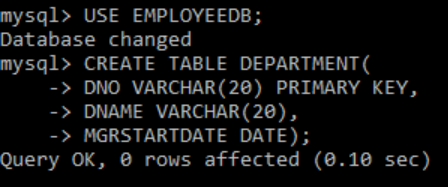 mysql> USE EMPLOYEEDB;
Database changed
mysql> CREATE TABLE DEPARTMENT(
    -> DNO VARCHAR(20) PRIMARY KEY,
    -> DNAME VARCHAR(20),
    -> MGRSTARTDATE DATE);
Query OK, 0 rows affected (0.10 sec)